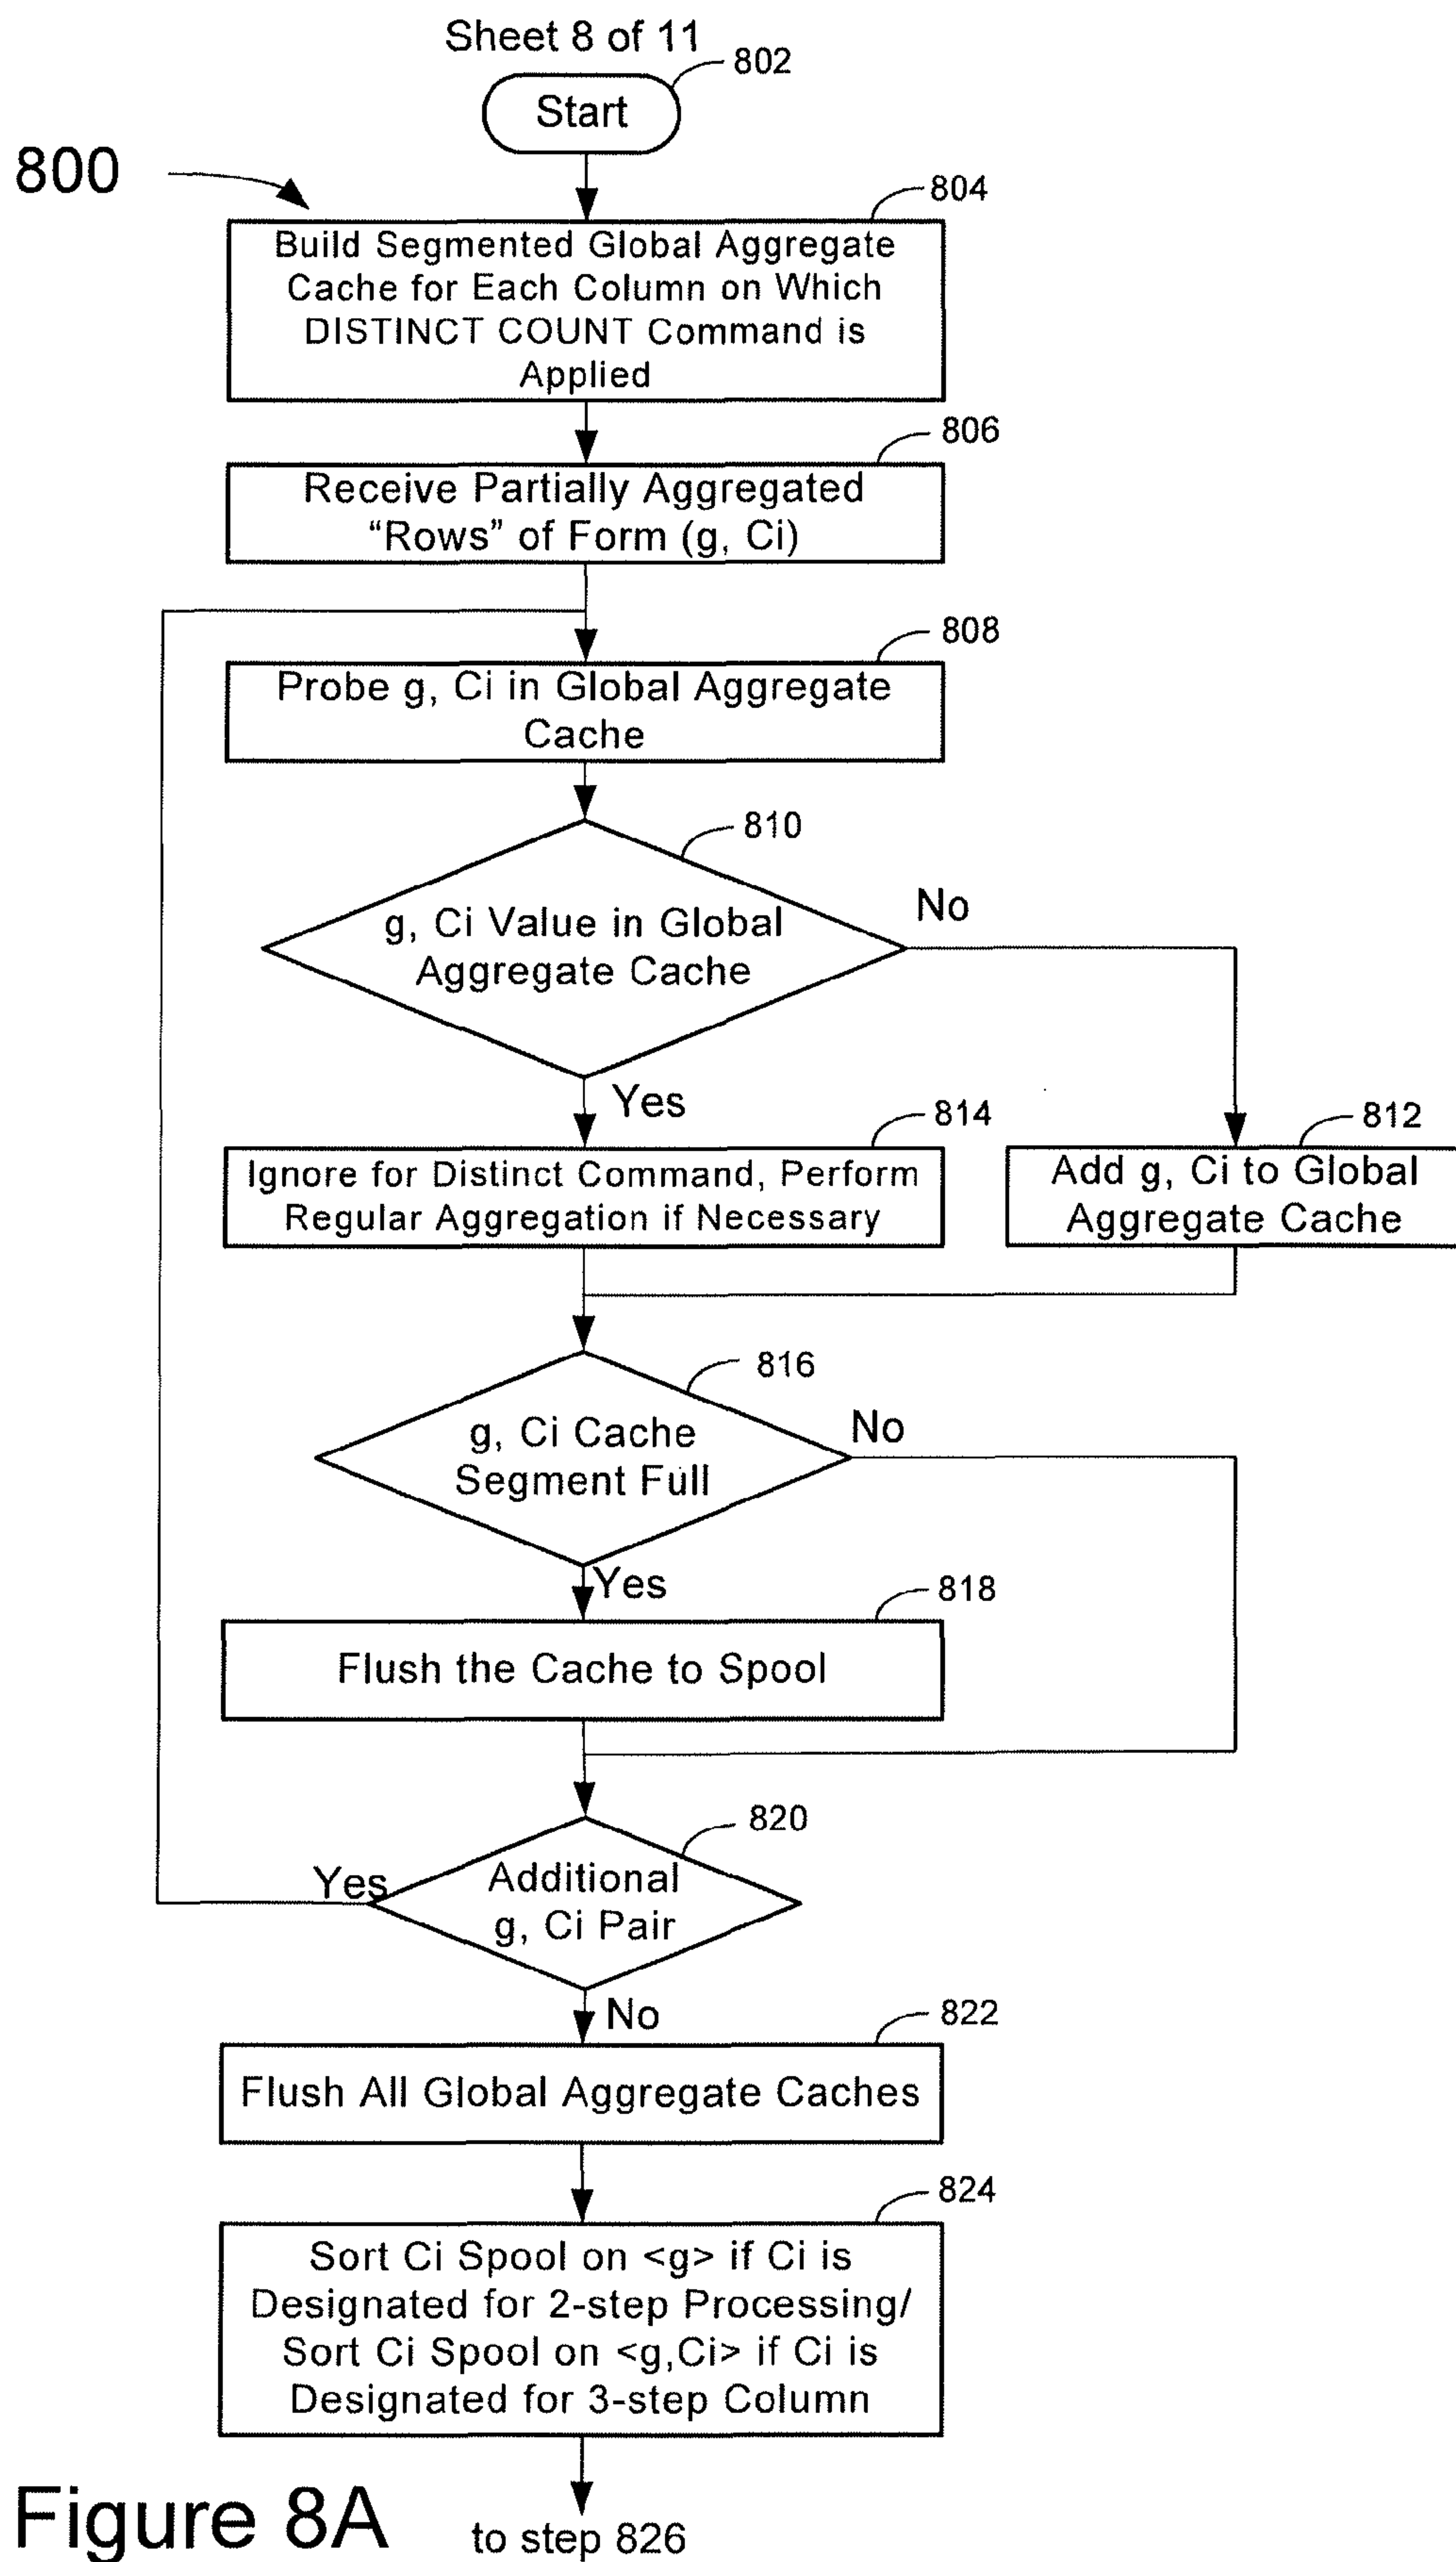 Sheet 8 of 11
802
Start
800
804
Build Segmented Global Aggregate
Cache for Each Column on Which
DISTINCT COUNT Command is
Applied
806
Receive Partially Aggregated
“Rows” of Form (g, Ci)
808
Probe g, Ci in Global Aggregate
Cache
810
g, Ci Value in Global
Aggregate Cache
No
Yes
814
Ignore for Distinct Command, Perform
Regular Aggregation if Necessary
812
Add g, Ci to Global
Aggregate Cache
816
g, Ci Cache
Segment Full
No
Yes
818
Flush the Cache to Spool
820
Additional
g, Ci Pair
Yes
No
822
Flush All Global Aggregate Caches
824
Sort Ci Spool on <g> if Ci is
Designated for 2-step Processing/
Sort Ci Spool on <g,Ci> if Ci is
Designated for 3-step Column
Figure 8A
to step 826